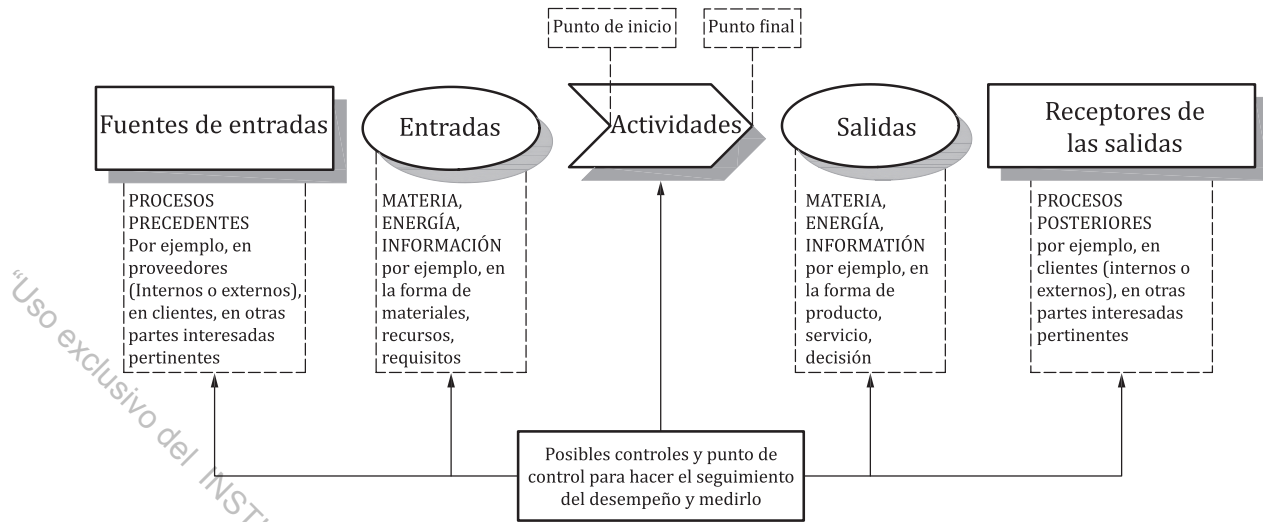 Punto de inicio
Punto final
Fuentes de entradas
Entradas
Actividades
Salidas
Receptores de
las salidas
PROCESOS
PRECEDENTES
Por ejemplo, en
proveedores
(Internos o externos),
en clientes, en otras
partes interesadas
pertinentes
MATERIA,
ENERGÍA,
INFORMACIÓN
por ejemplo, en
la forma de
materiales,
recursos,
requisitos
MATERIA,
ENERGÍA,
INFORMATIÓN
por ejemplo, en
la forma de
producto,
servicio,
decisión
PROCESOS
POSTERIORES
por ejemplo, en
clientes (internos o
externos), en otras
partes interesadas
pertinentes
Posibles controles y punto de
control para hacer el seguimiento
del desempeño y medirlo
“Uso exclusivo del